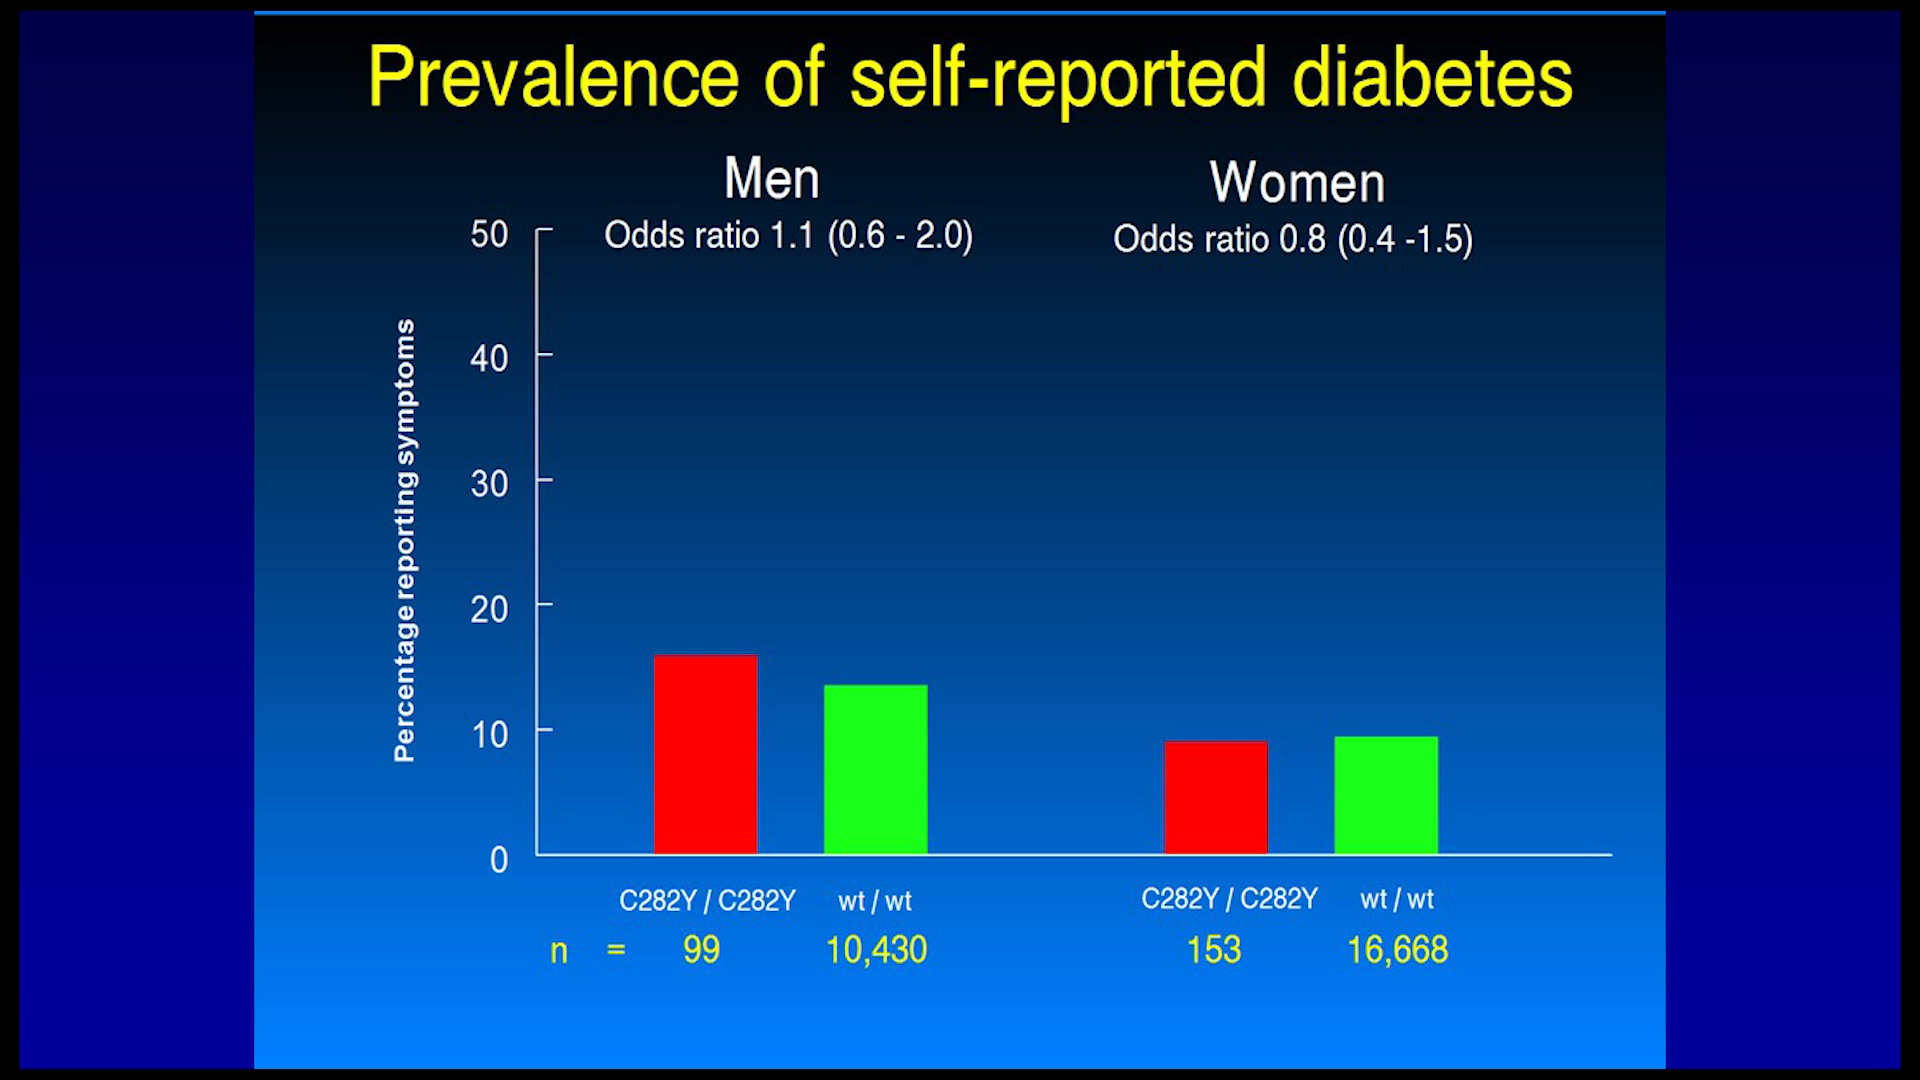 Prevalence of self-reported diabetes
Men
Women
Odds ratio 1.1 (0.6 - 2.0)
Odds ratio 0.8 (0.4 -1.5)
Percentage reporting symptoms
50
40
30
20
10
0
C282Y / C282Y wt / wt C282Y / C282Y wt / wt
n = 99 10,430 153 16,668